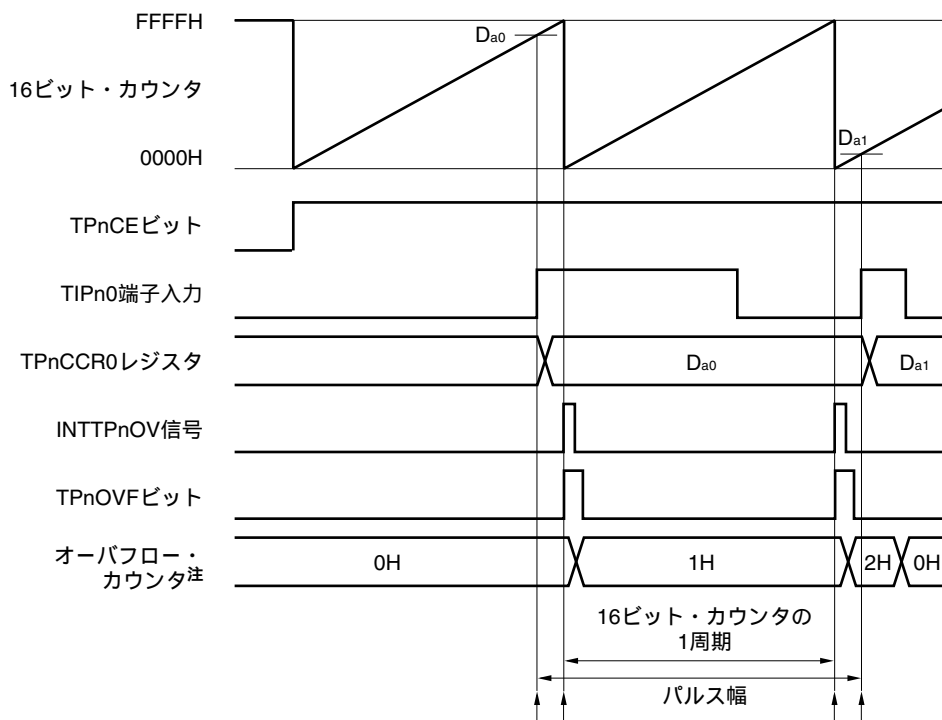 FFFFH
Da0
16ビット・カウンタ
0000H
Da1
TPnCEビット
TIPn0端子入力
TPnCCR0レジスタ
Da0
Da1
INTTPnOV信号
TPnOVFビット
オーバフロー・
カウンタ注
0H
1H
2H
0H
16ビット・カウンタの
1周期
パルス幅